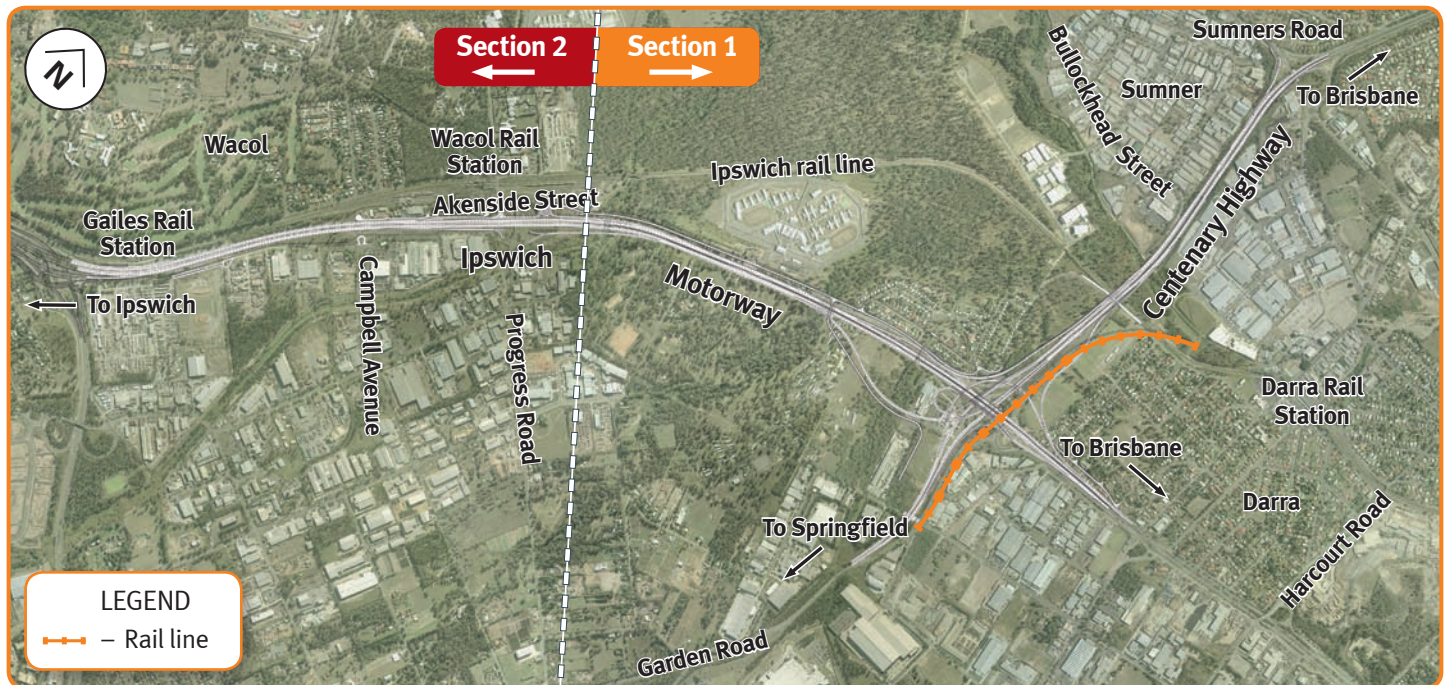 Section 2
Section 1
N
Sumners Road
To Brisbane
Bullockhead Street
Sumner
Wacol
Wacol Rail
Station
Ipswich rail line
Centenary Highway
Akenside Street
Gailes Rail
Station
Ipswich
Motorway
To Ipswich
Campbell Avenue
Progress Road
Darra Rail
Station
To Brisbane
Darra
To Springfield
Harcourt Road
Garden Road
LEGEND
– Rail line